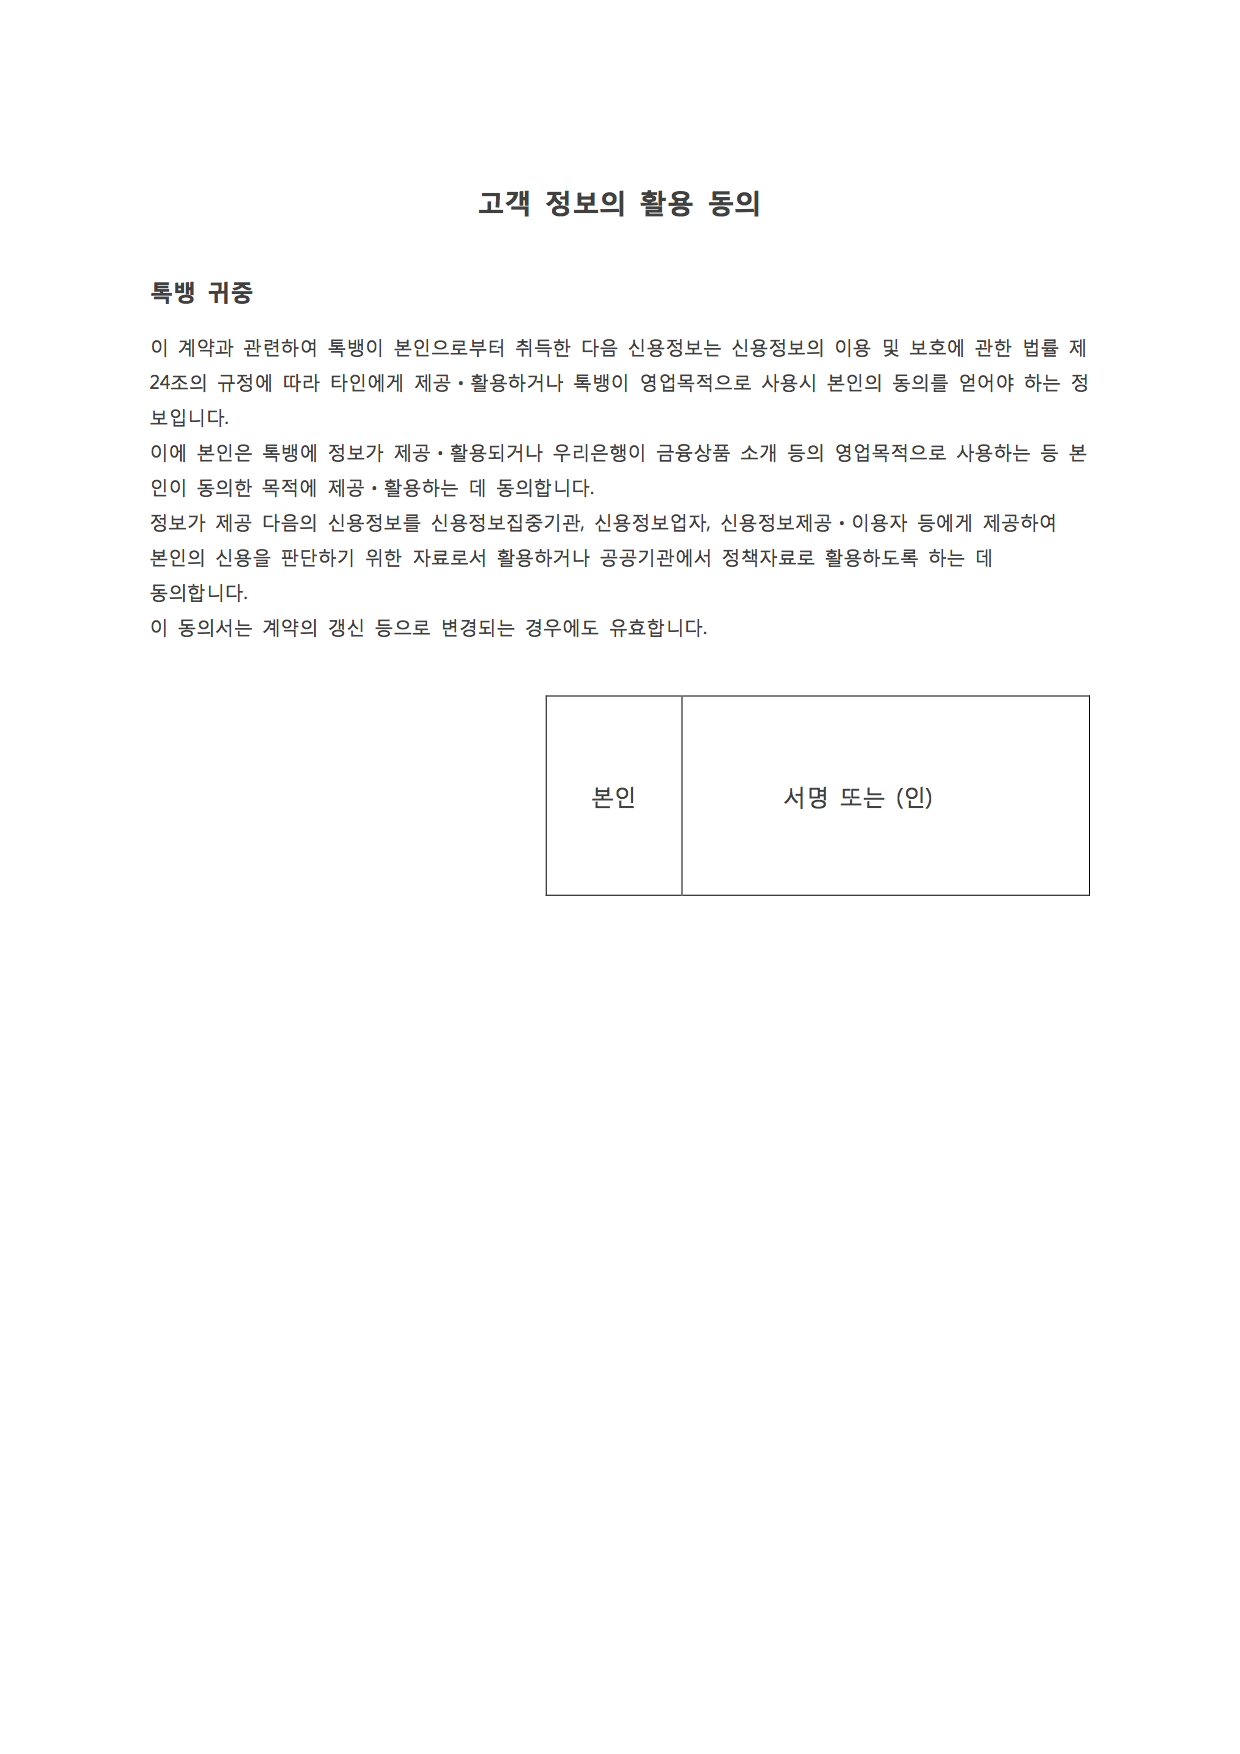 고객 정보의 활용 동의
톡뱅 귀중
이 계약과 관련하여 톡뱅이 본인으로부터 취득한 다음 신용정보는 신용정보의 이용 및 보호에 관한 법률 제
24조의 규정에 따라 타인에게 제공·활용하거나 톡뱅이 영업목적으로 사용시 본인의 동의를 얻어야 하는 정
보입니다.
이에 본인은 톡뱅에 정보가 제공·활용되거나 우리은행이 금융상품 소개 등의 영업목적으로 사용하는 등 본
인이 동의한 목적에 제공·활용하는 데 동의합니다.
정보가 제공 다음의 신용정보를 신용정보집중기관, 신용정보업자, 신용정보제공·이용자 등에게 제공하여
본인의 신용을 판단하기 위한 자료로서 활용하거나 공공기관에서 정책자료로 활용하도록 하는 데
동의합니다.
이 동의서는 계약의 갱신 등으로 변경되는 경우에도 유효합니다.
본인 서명 또는 (인)